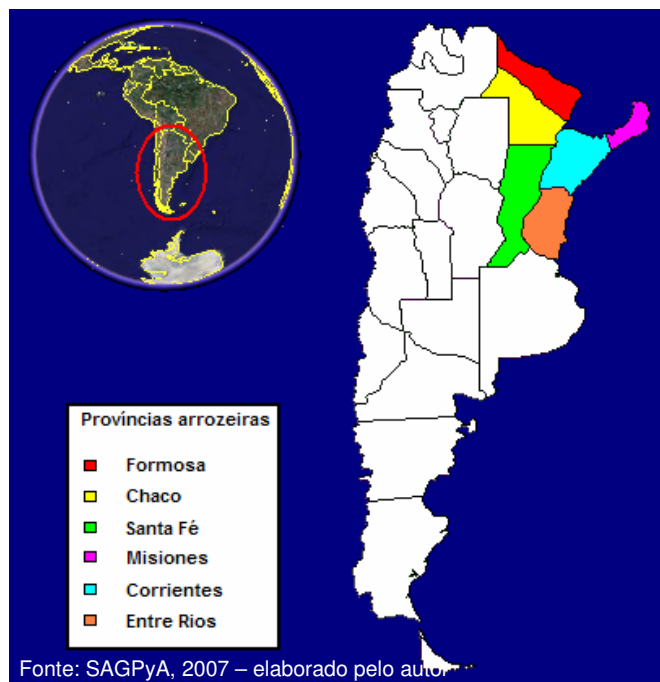 Províncias arrozeiras
Formosa
Chaco
Santa Fé
Misiones
Corrientes
Entre Rios
Fonte: SAGPyA, 2007 – elaborado pelo autor